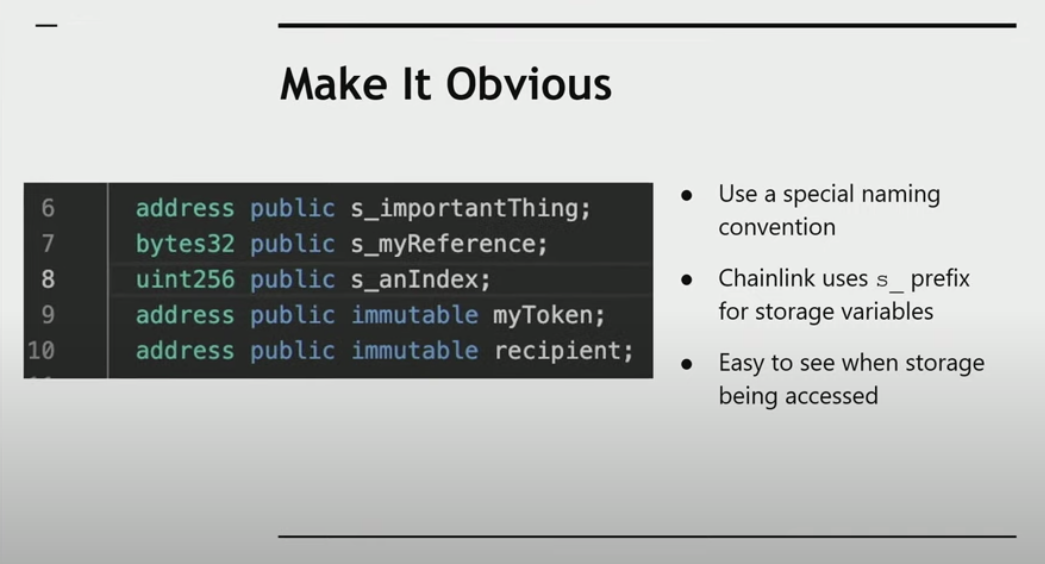 Make It Obvious
6 address public s_importantThing;
7 bytes32 public s_myReference;
8 uint256 public s_anIndex;
9 address public immutable myToken;
10 address public immutable recipient;
● Use a special naming
convention
● Chainlink uses s_ prefix
for storage variables
● Easy to see when storage
being accessed